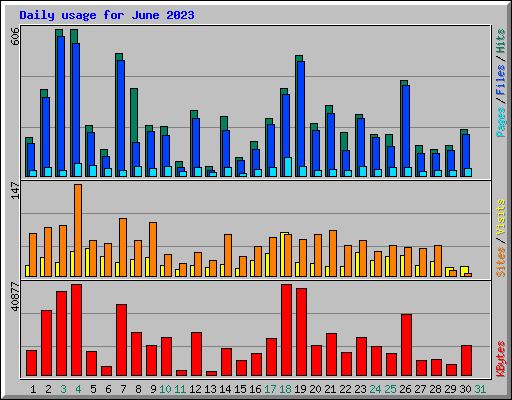 Daily usage for June 2023
606
Pages / Files / Hits
147
Sites / Visits
40877
KBytes
1 2 3 4 5 6 7 8 9 10 11 12 13 14 15 16 17 18 19 20 21 22 23 24 25 26 27 28 29 30 31